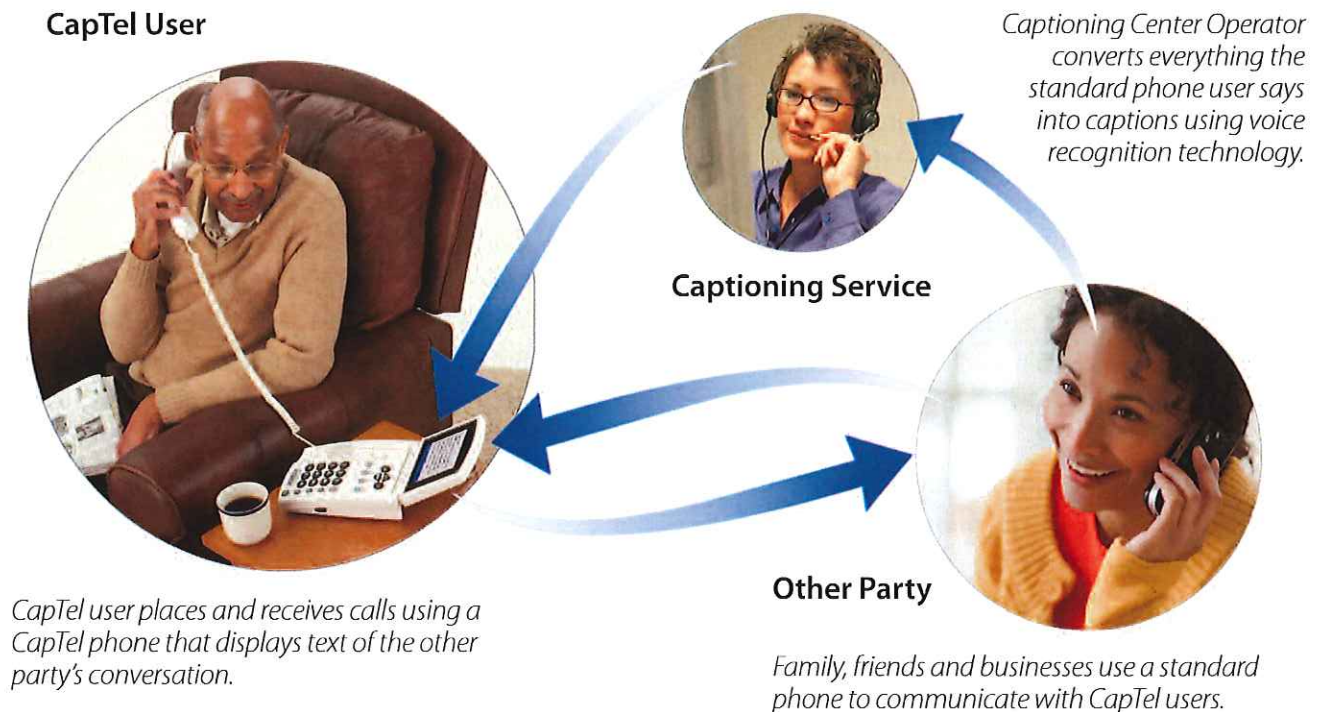 CapTel User
Captioning Center Operator
converts everything the
standard phone user says
into captions using voice
recognition technology.
Captioning Service
Other Party
CapTel user places and receives calls using a
CapTel phone that displays text of the other
party's conversation.
Family, friends and businesses use a standard
phone to communicate with CapTel users.